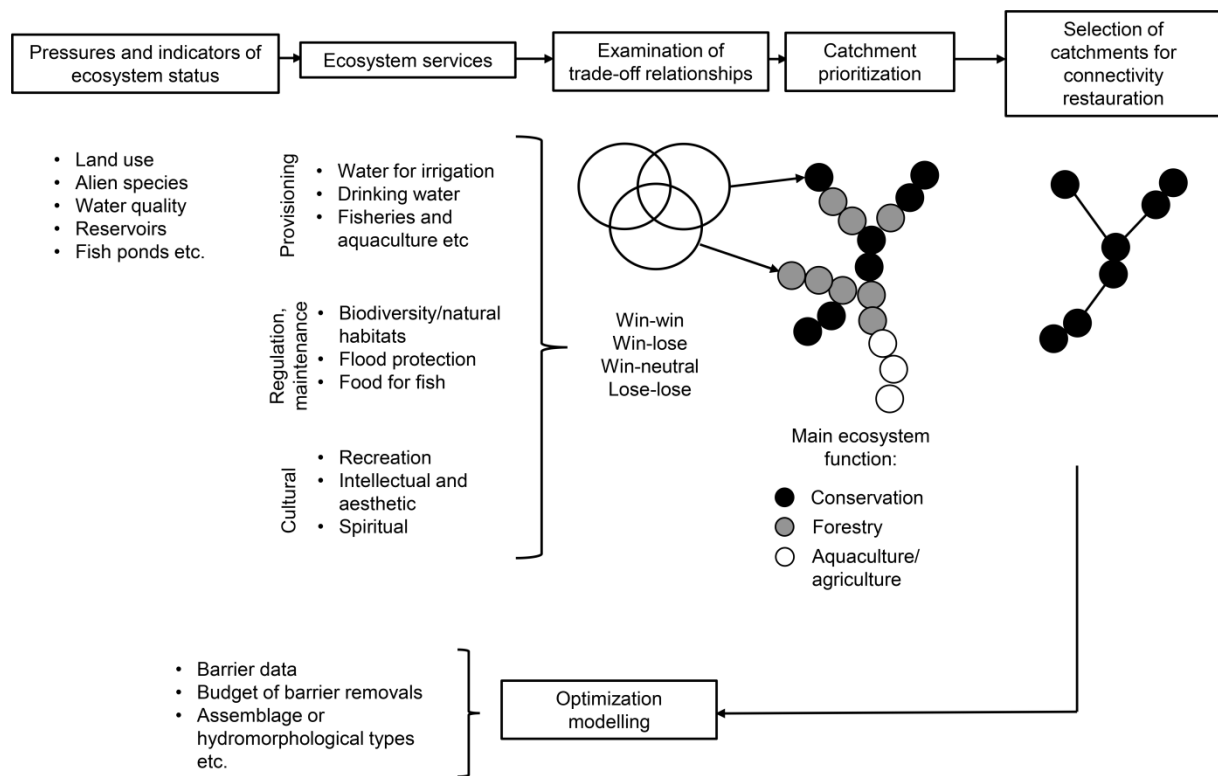 Pressures and indicators of
ecosystem status
Ecosystem services
Examination of
trade-off relationships
Catchment
prioritization
Selection of
catchments for
connectivity
restauration
• Land use
• Alien species
• Water quality
• Reservoirs
• Fish ponds etc.
Provisioning
• Water for irrigation
• Drinking water
• Fisheries and
aquaculture etc
Regulation,
maintenance
• Biodiversity/natural
habitats
• Flood protection
• Food for fish
Cultural
• Recreation
• Intellectual and
aesthetic
• Spiritual
Win-win
Win-lose
Win-neutral
Lose-lose
Main ecosystem
function:
Conservation
Forestry
Aquaculture/
agriculture
• Barrier data
• Budget of barrier removals
• Assemblage or
hydromorphological types
etc.
Optimization
modelling